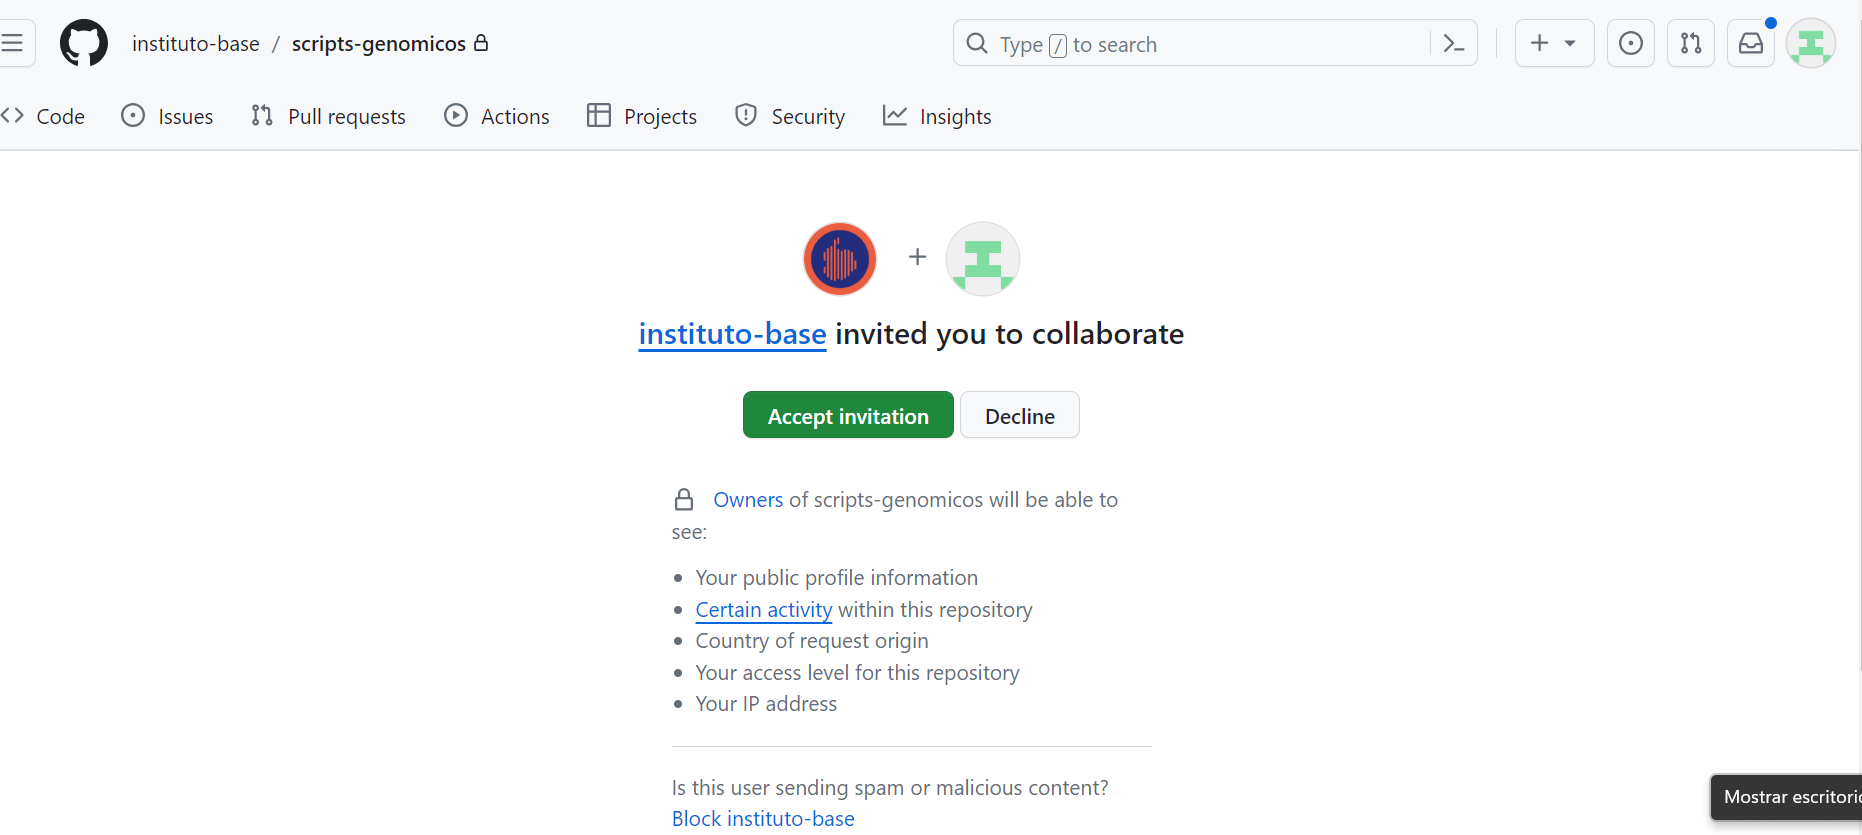 instituto-base / scripts-genomicos
Type / to search
Code Issues Pull requests Actions Projects Security Insights
instituto-base invited you to collaborate
Accept invitation Decline
Owners of scripts-genomicos will be able to
see:
Your public profile information
Certain activity within this repository
Country of request origin
Your access level for this repository
Your IP address
Is this user sending spam or malicious content?
Block instituto-base
Mostrar escritorio